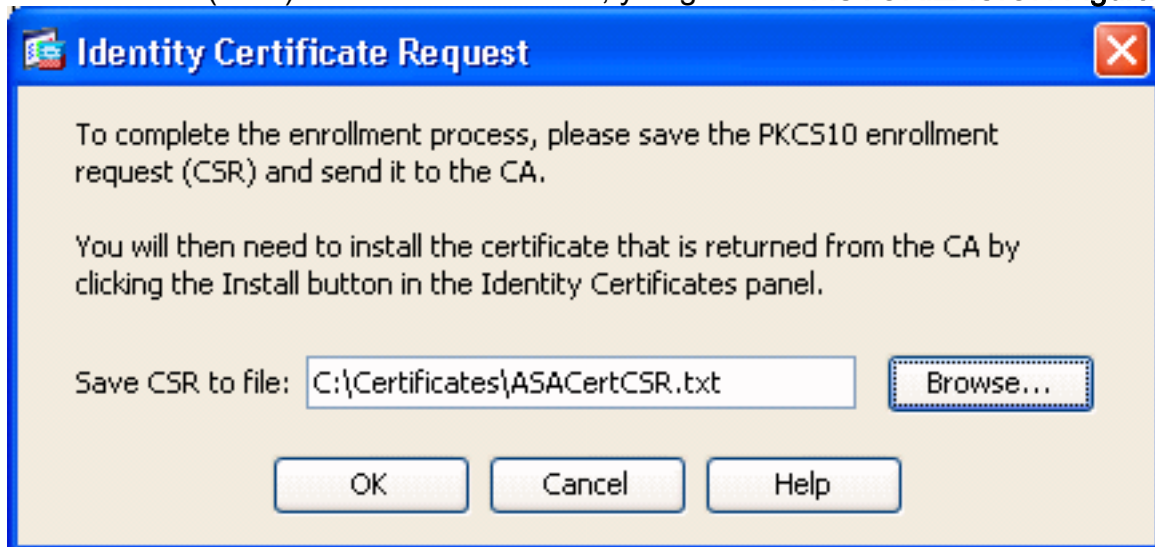 Identity Certificate Request
To complete the enrollment process, please save the PKCS10 enrollment
request (CSR) and send it to the CA.
You will then need to install the certificate that is returned from the CA by
clicking the Install button in the Identity Certificates panel.
Save CSR to file: C:\Certificates\ASACertCSR.txt Browse...
OK Cancel Help